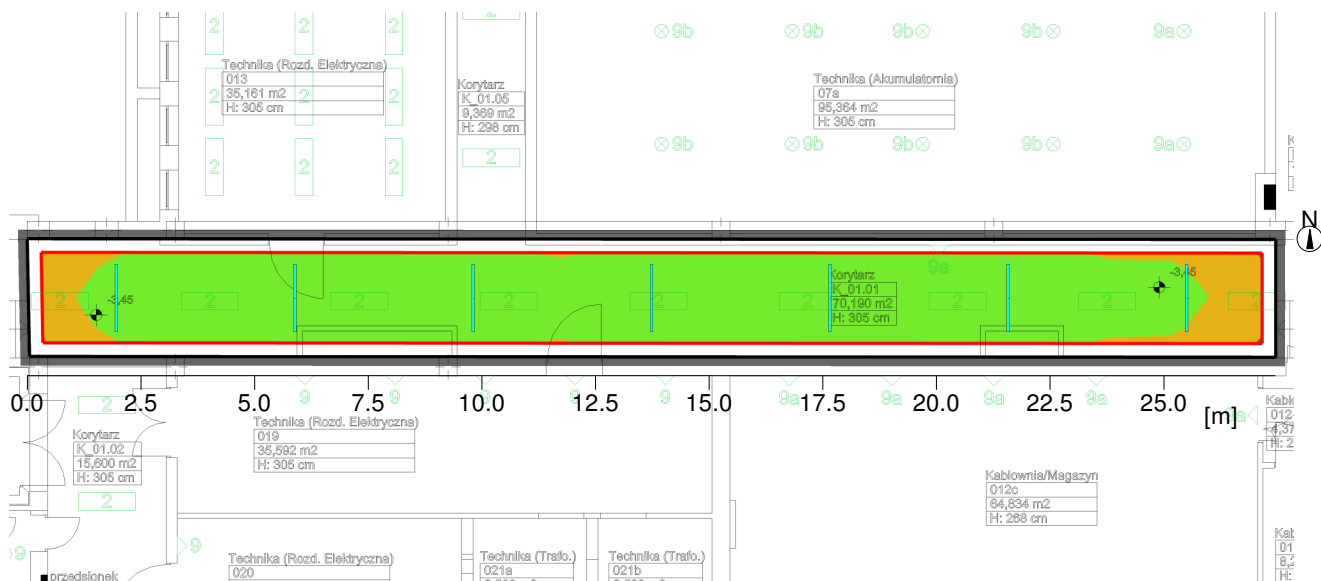 2 2 2 9b 9b 9b 9a
Technika (Rozd. Elektryczna)
013
35,161 m2
H: 305 cm
2 2 2
2 2 2
Korytarz
K_01.05
9,369 m2
H: 298 cm
2
Technika (Akumulatornia)
07a
95,364 m2
H: 305 cm
9b 9b 9b 9b 9a
N
9a
-3,45
-3,45
2 2 2 2 2 2 2 2
Korytarz
K_01.01
70,190 m2
H: 305 cm
0.0 2.5 5.0 7.5 10.0 12.5 15.0 17.5 20.0 22.5 25.0
[m]
9 9 9 9 9a 9a 9a 9a
2
Korytarz
K_01.02
15,600 m2
H: 305 cm
2
Technika (Rozd. Elektryczna)
019
35,592 m2
H: 305 cm
Kablownia/Magazyn
012c
64,834 m2
H: 268 cm
9
9
Technika (Rozd. Elektryczna)
020
Technika (Trafo.)
021a
Technika (Trafo.)
021b
przedsionek